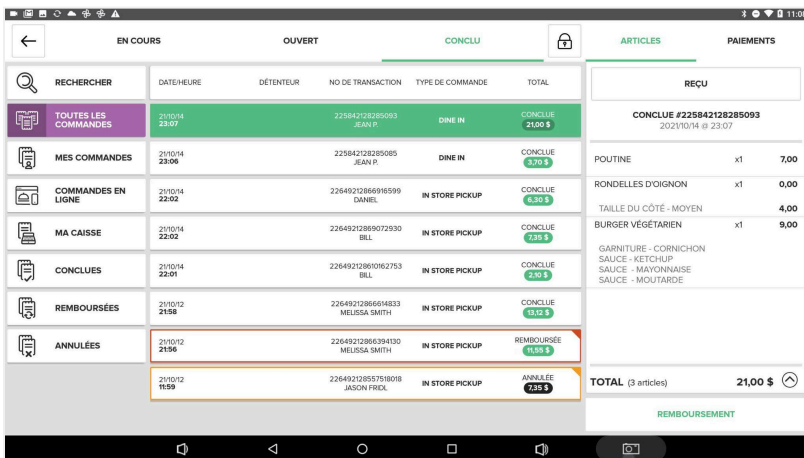 11:08
EN COURS
OUVERT
CONCLU
ARTICLES
PAIEMENTS
RECHERCHER
TOUTES LES
COMMANDES
MES COMMANDES
COMMANDES EN
LIGNE
MA CAISSE
CONCLUES
REMBOURSÉES
ANNULÉES
DATE/HEURE DÉTENTEUR NO DE TRANSACTION TYPE DE COMMANDE TOTAL
21/10/14 225842128285093 CONCLUE
23:07 JEAN P. DINE IN 21,00 $
21/10/14 225842128285085 CONCLUE
23:06 JEAN P. DINE IN 3,70 $
21/10/14 22649212866916599 CONCLUE
22:02 DANIEL IN STORE PICKUP 6,30 $
21/10/14 22649212869072930 CONCLUE
22:02 BILL IN STORE PICKUP 7,35 $
21/10/14 226492128610162753 CONCLUE
22:01 BILL IN STORE PICKUP 2,10 $
21/10/12 22649212866614833 CONCLUE
21:58 MELISSA SMITH IN STORE PICKUP 13,12 $
21/10/12 22649212866394130 REMBOURSÉE
21:56 MELISSA SMITH IN STORE PICKUP 11,55 $
21/10/12 226492128557518018 ANNULÉE
11:59 JASON FRIDL IN STORE PICKUP 7,35 $
REÇU
CONCLUE #225842128285093
2021/10/14 @ 23:07
POUTINE x1 7,00
RONDELLES D'OIGNON x1 0,00
TAILLE DU CÔTÉ - MOYEN 4,00
BURGER VÉGÉTARIEN x1 9,00
GARNITURE - CORNICHON
SAUCE - KETCHUP
SAUCE - MAYONNAISE
SAUCE - MOUTARDE
TOTAL (3 articles) 21,00 $
REMBOURSEMENT